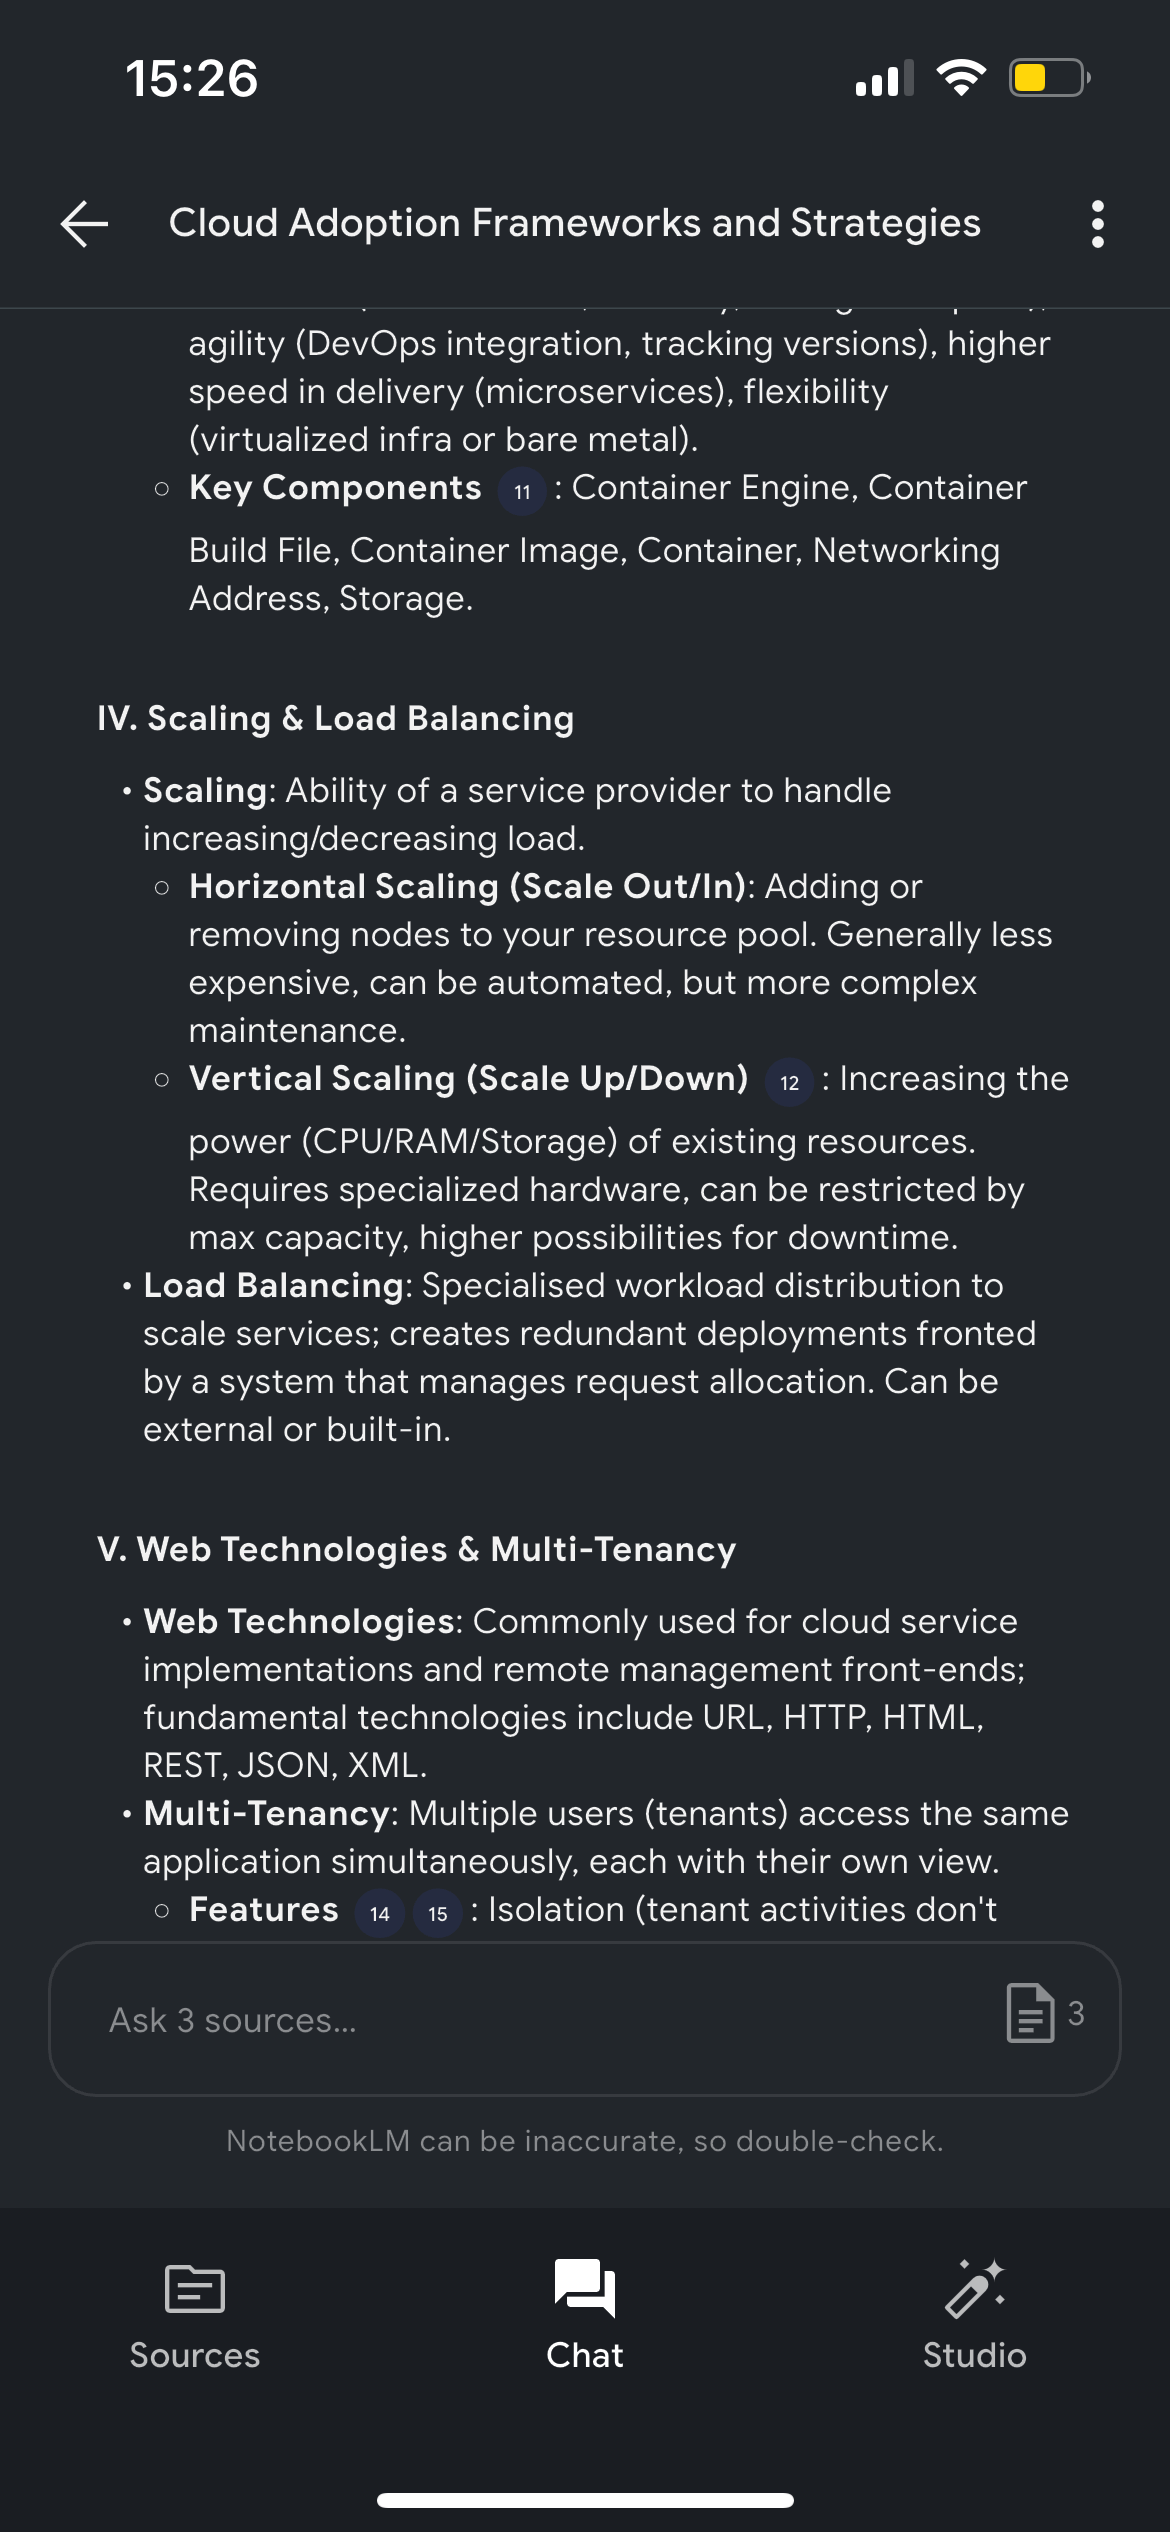 15:26
Cloud Adoption Frameworks and Strategies
agility (DevOps integration, tracking versions), higher
speed in delivery (microservices), flexibility
(virtualized infra or bare metal).
○ Key Components 11 : Container Engine, Container
Build File, Container Image, Container, Networking
Address, Storage.
IV. Scaling & Load Balancing
• Scaling: Ability of a service provider to handle
increasing/decreasing load.
○ Horizontal Scaling (Scale Out/In): Adding or
removing nodes to your resource pool. Generally less
expensive, can be automated, but more complex
maintenance.
○ Vertical Scaling (Scale Up/Down) 12 : Increasing the
power (CPU/RAM/Storage) of existing resources.
Requires specialized hardware, can be restricted by
max capacity, higher possibilities for downtime.
• Load Balancing: Specialised workload distribution to
scale services; creates redundant deployments fronted
by a system that manages request allocation. Can be
external or built-in.
V. Web Technologies & Multi-Tenancy
• Web Technologies: Commonly used for cloud service
implementations and remote management front-ends;
fundamental technologies include URL, HTTP, HTML,
REST, JSON, XML.
• Multi-Tenancy: Multiple users (tenants) access the same
application simultaneously, each with their own view.
○ Features 14 15 : Isolation (tenant activities don't
Ask 3 sources...
3
NotebookLM can be inaccurate, so double-check.
Sources
Chat
Studio